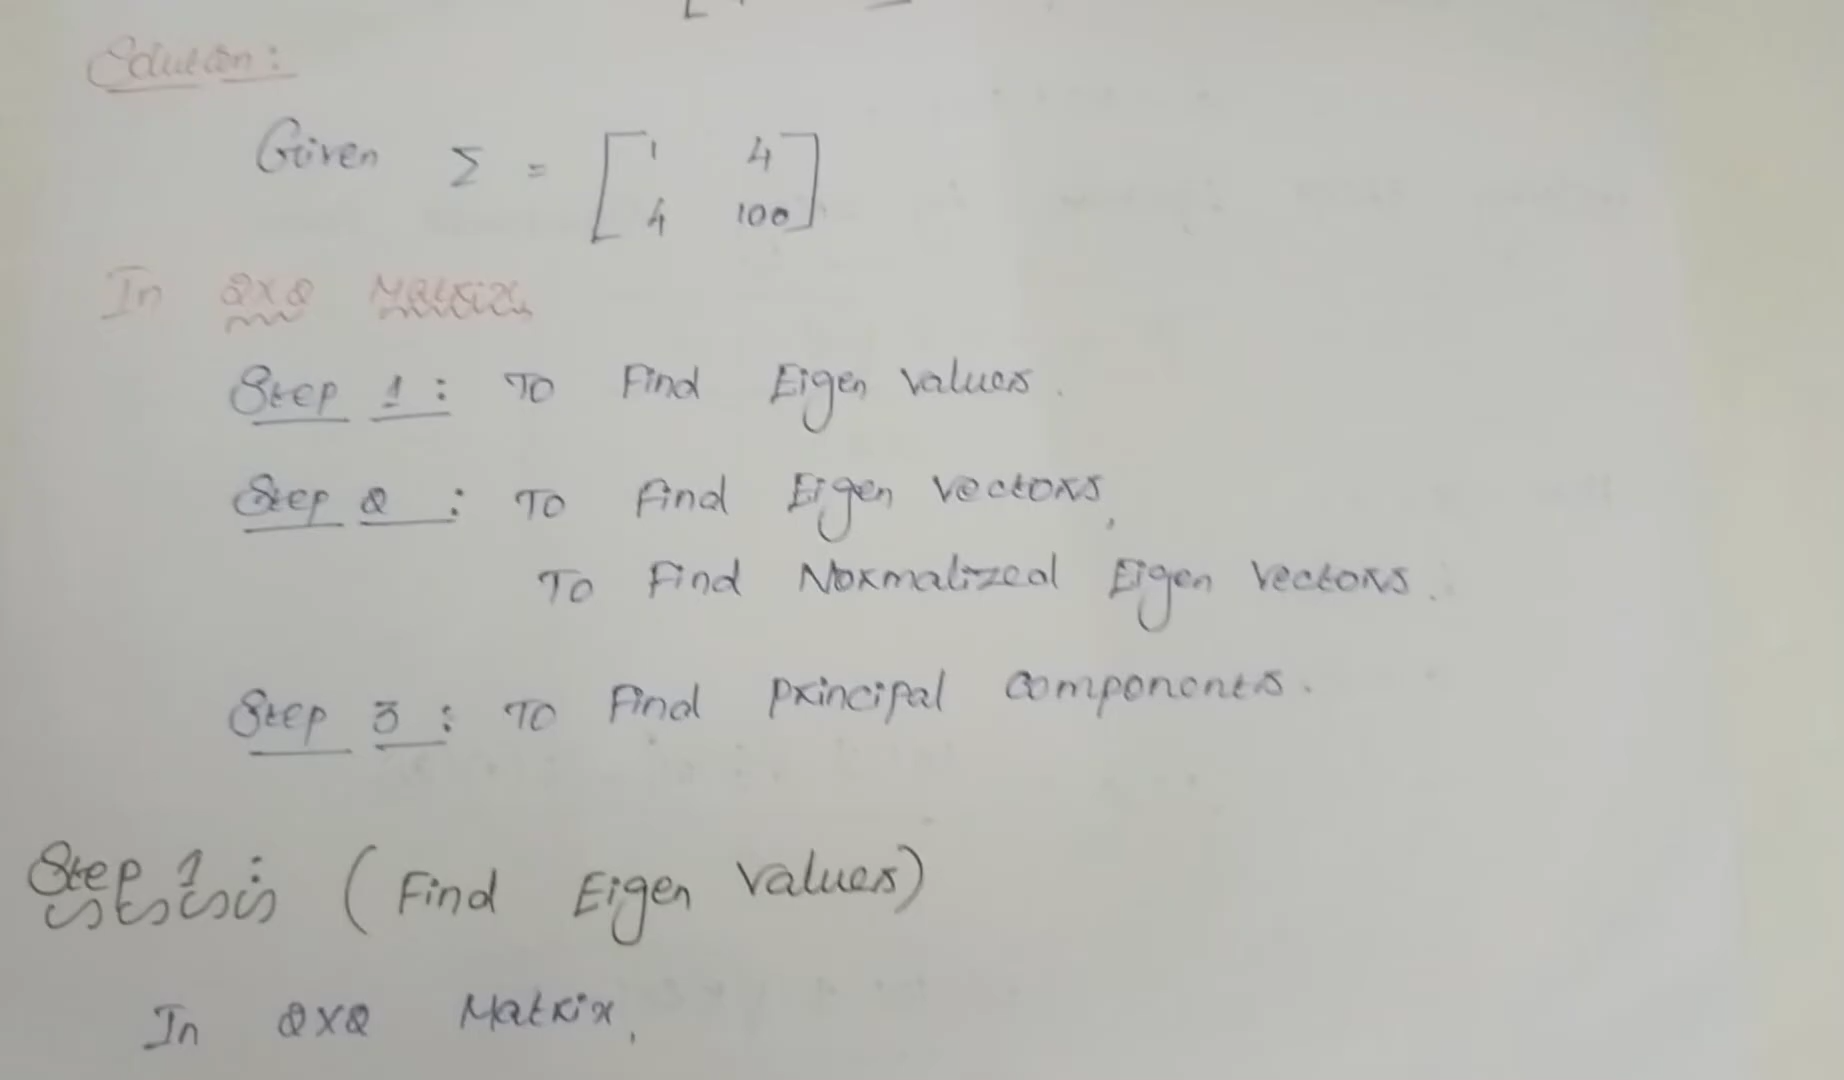 Solution:
Given Σ = [ 1 4
4 100 ]
In 2x2 Matrix
Step 1 : To Find Eigen Values.
Step 2 : To Find Eigen Vectors,
To Find Normalized Eigen Vectors.
Step 3 : To Find principal components.
Step 1 : (Find Eigen Values)
In 2x2 Matrix,